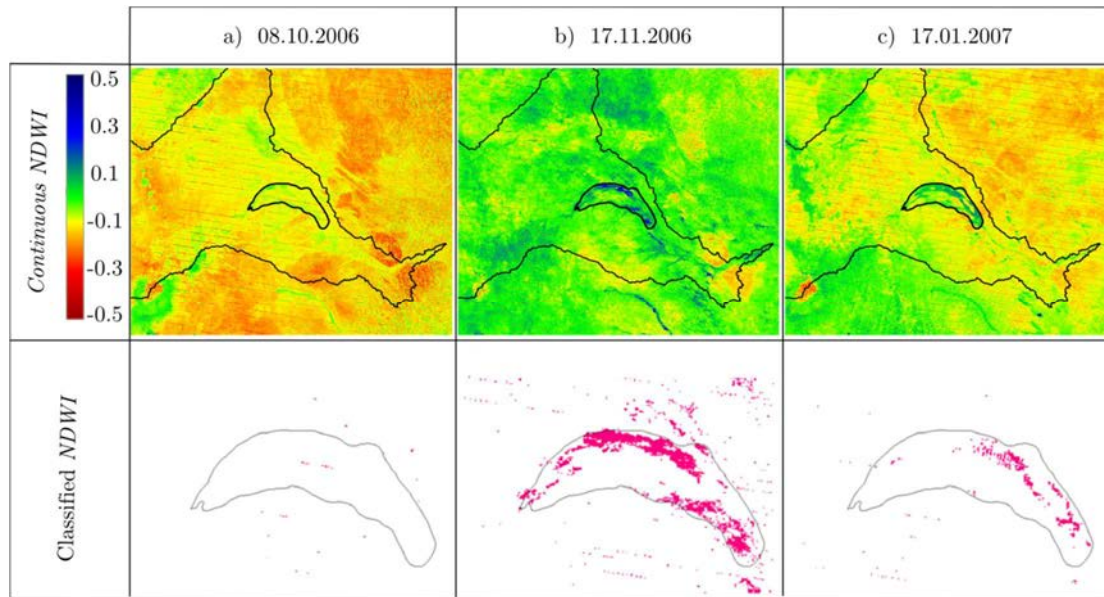 a) 08.10.2006
b) 17.11.2006
c) 17.01.2007
Continuous NDWI
0.5
0.3
0.1
-0.1
-0.3
-0.5
Classified NDWI